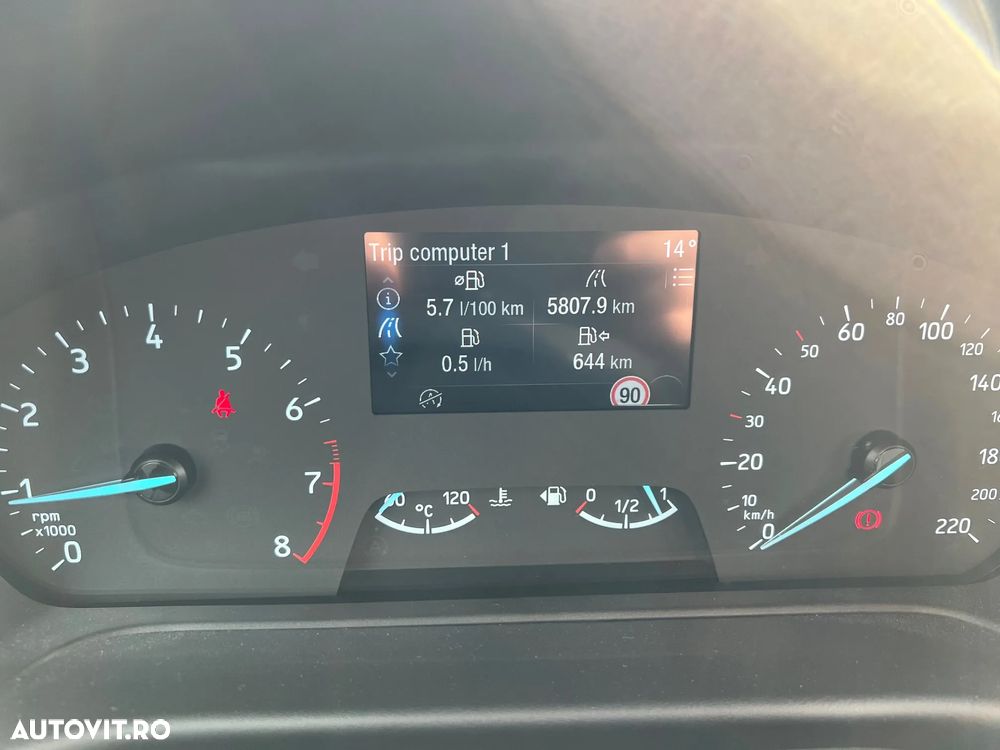 Trip computer 1 14°
5.7 l/100 km 5807.9 km
0.5 l/h 644 km
90
0 1 2 3 4 5 6 7 8
rpm
x1000
60 °C 120
0 1/2 1
0 10 20 30 40 50 60 80 100 120 140 18 200 220
km/h
AUTOVIT.RO